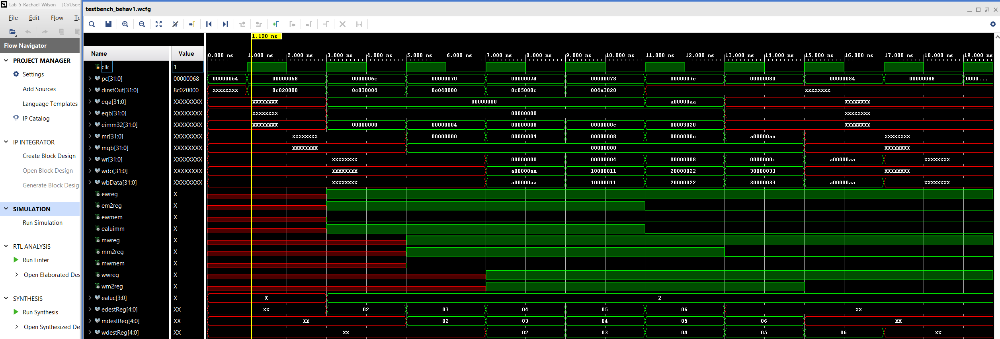 Lab_5_Rachael_Wilson_ - [C:/Users
File Edit Flow To
Flow Navigator
PROJECT MANAGER
Settings
Add Sources
Language Templates
IP Catalog
IP INTEGRATOR
Create Block Design
Open Block Design
Generate Block Desig
SIMULATION
Run Simulation
RTL ANALYSIS
Run Linter
Open Elaborated Des
SYNTHESIS
Run Synthesis
Open Synthesized De
testbench_behav1.wcfg
1.120 ns
Name Value 0.000 ns 1.000 ns 2.000 ns 3.000 ns 4.000 ns 5.000 ns 6.000 ns 7.000 ns 8.000 ns 9.000 ns 10.000 ns 11.000 ns 12.000 ns 13.000 ns 14.000 ns 15.000 ns 16.000 ns 17.000 ns 18.000 ns 19.000 ns
clk 1
pc[31:0] 00000068 00000064 00000068 0000006c 00000070 00000074 00000078 0000007c 00000080 00000084 00000088 0000...
dinstOut[31:0] 8c020000 XXXXXXXX 8c020000 8c030004 8c040008 8c05000c 004a3020 XXXXXXXX
eqa[31:0] XXXXXXXX XXXXXXXX 00000000 a00000aa XXXXXXXX
eqb[31:0] XXXXXXXX XXXXXXXX 00000000 XXXXXXXX
eimm32[31:0] XXXXXXXX XXXXXXXX 00000000 00000004 00000008 0000000c 00003020 XXXXXXXX
mr[31:0] XXXXXXXX XXXXXXXX 00000000 00000004 00000008 0000000c a00000aa XXXXXXXX
mqb[31:0] XXXXXXXX XXXXXXXX 00000000 XXXXXXXX
wr[31:0] XXXXXXXX XXXXXXXX 00000000 00000004 00000008 0000000c a00000aa XXXXXXXX
wdo[31:0] XXXXXXXX XXXXXXXX a00000aa 10000011 20000022 30000033 XXXXXXXX
wbData[31:0] XXXXXXXX XXXXXXXX a00000aa 10000011 20000022 30000033 a00000aa XXXXXXXX
ewreg X
em2reg X
ewmem X
ealuimm X
mwreg X
mm2reg X
mwmem X
wwreg X
wm2reg X
ealuc[3:0] X X 2
edestReg[4:0] XX XX 02 03 04 05 06 XX
mdestReg[4:0] XX XX 02 03 04 05 06 XX
wdestReg[4:0] XX XX 02 03 04 05 06 XX